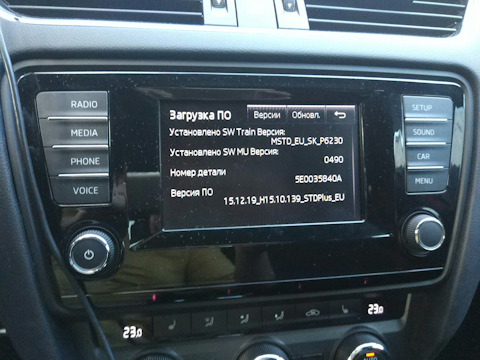 RADIO
MEDIA
PHONE
VOICE
Загрузка ПО
Версии
Обновл.
Установлено SW Train Версия:
MSTD_EU_SK_P6230
Установлено SW MU Версия:
0490
Номер детали
5E0035840A
Версия ПО
15.12.19_H15.10.139_STDPlus_EU
SETUP
SOUND
CAR
MENU
23.0
23.0
AUTO